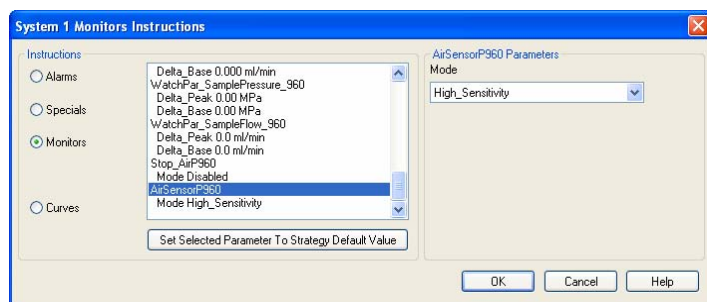 System 1 Monitors Instructions
Instructions
Alarms
Specials
Monitors
Curves
Delta_Base 0.000 ml/min
WatchPar_SamplePressure_960
Delta_Peak 0.00 MPa
Delta_Base 0.00 MPa
WatchPar_SampleFlow_960
Delta_Peak 0.0 ml/min
Delta_Base 0.0 ml/min
Stop_AirP960
Mode Disabled
AirSensorP960
Mode High_Sensitivity
Set Selected Parameter To Strategy Default Value
AirSensorP960 Parameters
Mode
High_Sensitivity
OK Cancel Help